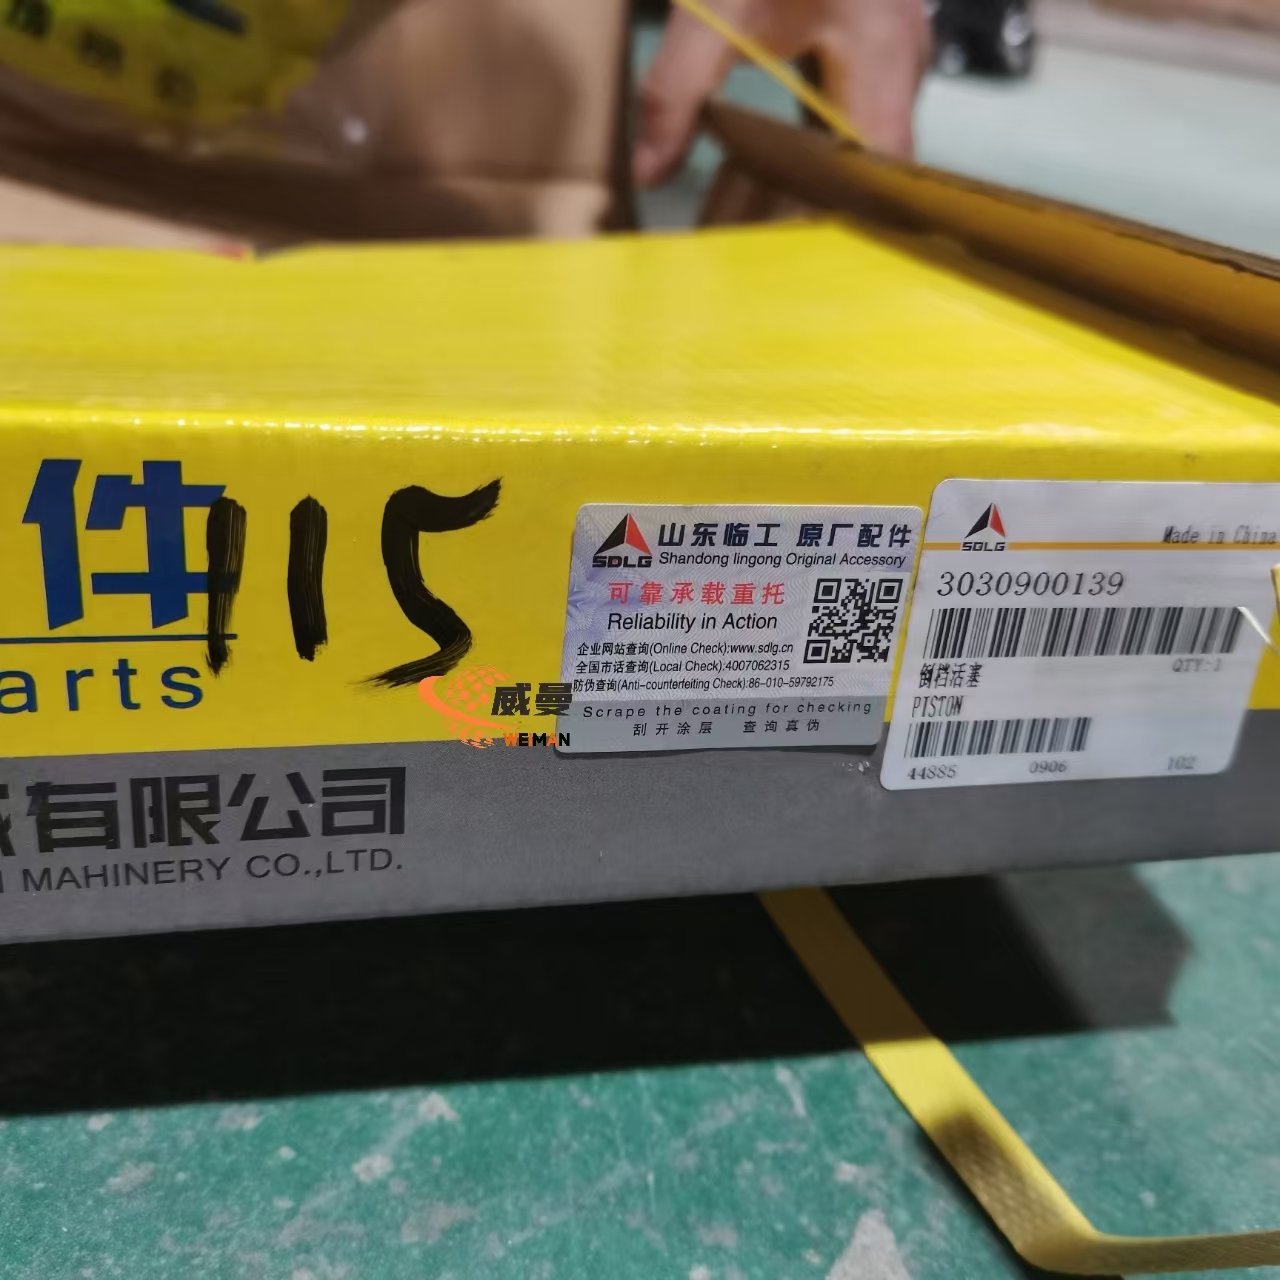 件
arts
115
有限公司
MAHINERY CO.,LTD.
威曼
WEMAN
SDLG
山东临工 原厂配件
Shandong lingong Original Accessory
可靠承载重托
Reliability in Action
企业网站查询(Online Check):www.sdlg.cn
全国市话查询(Local Check):4007062315
防伪查询(Anti-counterfeiting Check):86-010-59792175
Scrape the coating for checking
刮开涂层 查询真伪
SDLG
Made in China
3030900139
倒档活塞
QTY:1
PISTON
44885 0906 102